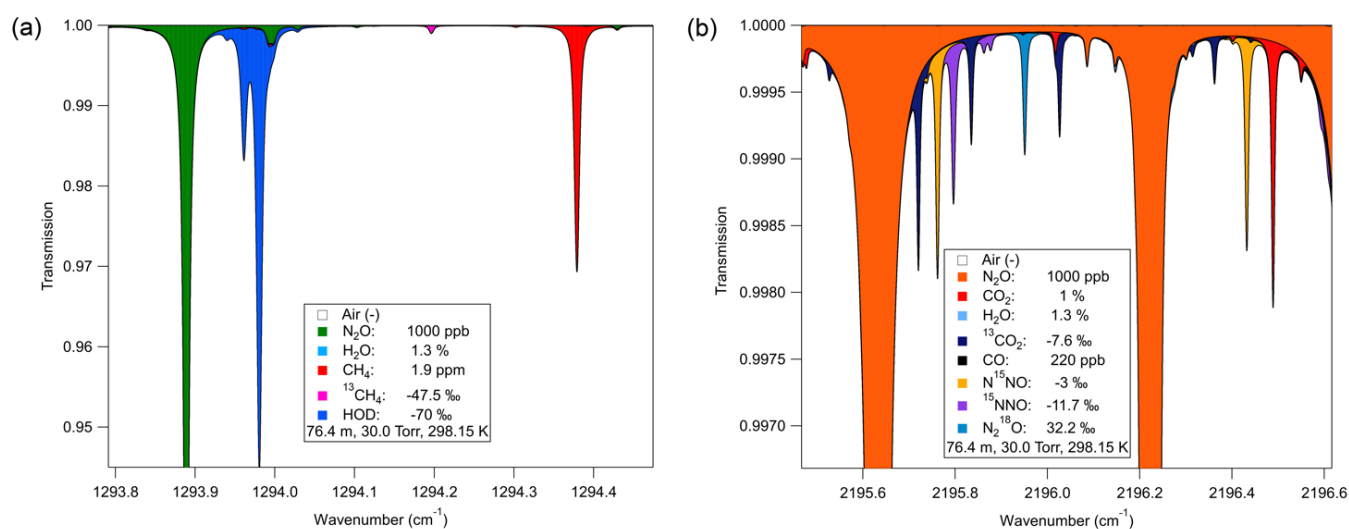 (a)
1.00
0.99
0.98
0.97
0.96
0.95
Transmission
Air (-)
N₂O: 1000 ppb
H₂O: 1.3 %
CH₄: 1.9 ppm
¹³CH₄: -47.5 ‰
HOD: -70 ‰
76.4 m, 30.0 Torr, 298.15 K
1293.8 1293.9 1294.0 1294.1 1294.2 1294.3 1294.4
Wavenumber (cm⁻¹)
(b)
1.0000
0.9995
0.9990
0.9985
0.9980
0.9975
0.9970
Transmission
Air (-)
N₂O: 1000 ppb
CO₂: 1 %
H₂O: 1.3 %
¹³CO₂: -7.6 ‰
CO: 220 ppb
N¹⁵NO: -3 ‰
¹⁵NNO: -11.7 ‰
N₂¹⁸O: 32.2 ‰
76.4 m, 30.0 Torr, 298.15 K
2195.6 2195.8 2196.0 2196.2 2196.4 2196.6
Wavenumber (cm⁻¹)